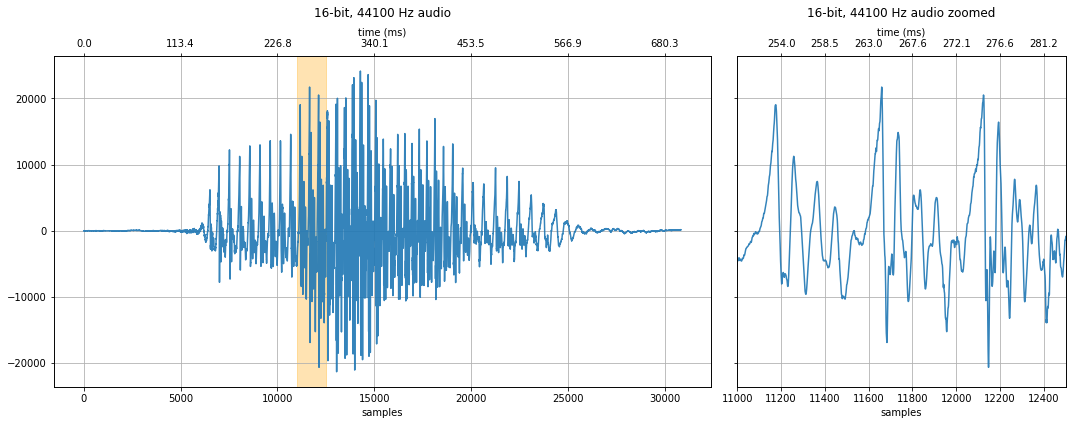 16-bit, 44100 Hz audio
time (ms)
0.0 113.4 226.8 340.1 453.5 566.9 680.3
20000
10000
0
−10000
−20000
0 5000 10000 15000 20000 25000 30000
samples
16-bit, 44100 Hz audio zoomed
time (ms)
254.0 258.5 263.0 267.6 272.1 276.6 281.2
11000 11200 11400 11600 11800 12000 12200 12400
samples